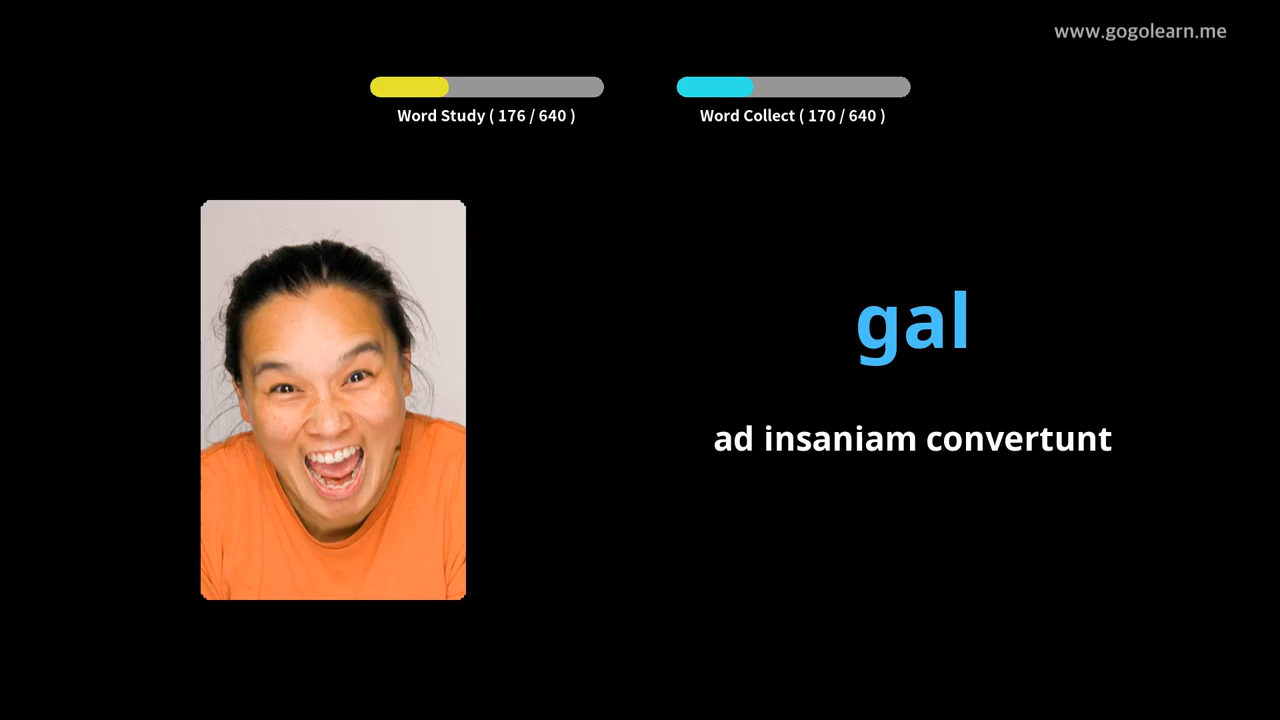 www.gogolearn.me
Word Study ( 176 / 640 )
Word Collect ( 170 / 640 )
gal
ad insaniam convertunt